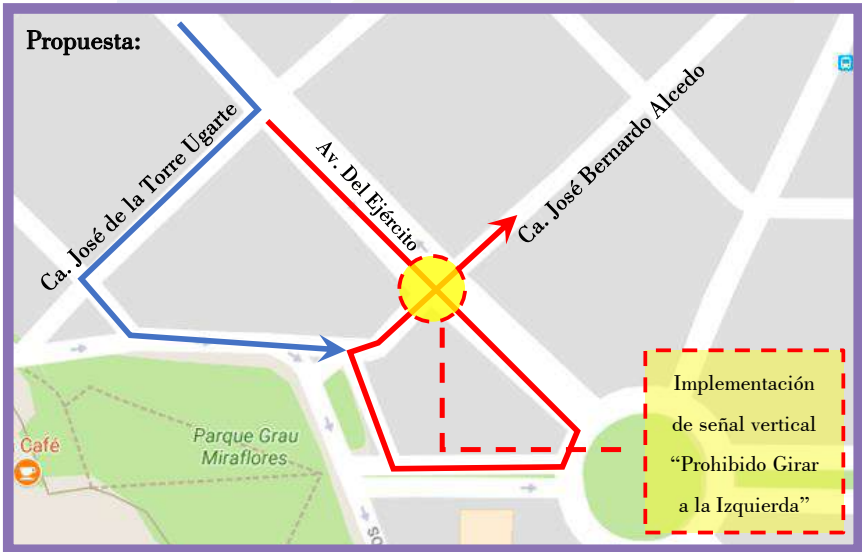 Propuesta:
Ca. José de la Torre Ugarte
Av. Del Ejército
Ca. José Bernardo Alcedo
Implementación
de señal vertical
“Prohibido Girar
a la Izquierda”
Parque Grau
Miraflores
Café
so